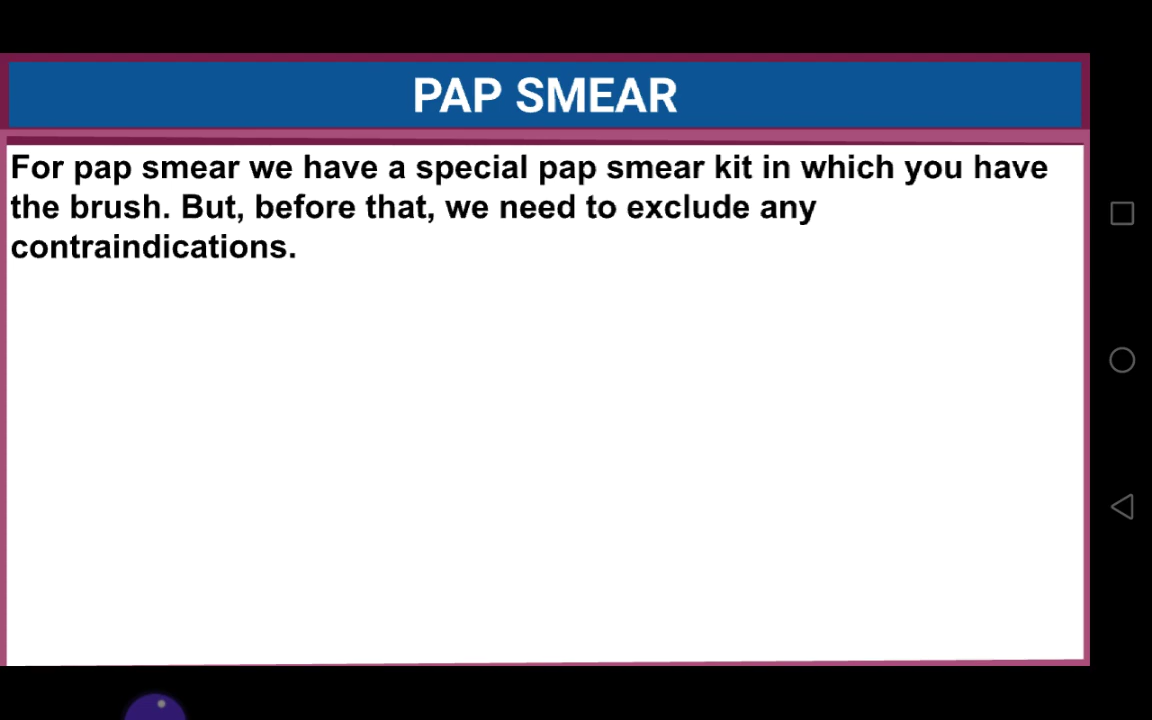 PAP SMEAR
For pap smear we have a special pap smear kit in which you have
the brush. But, before that, we need to exclude any
contraindications.